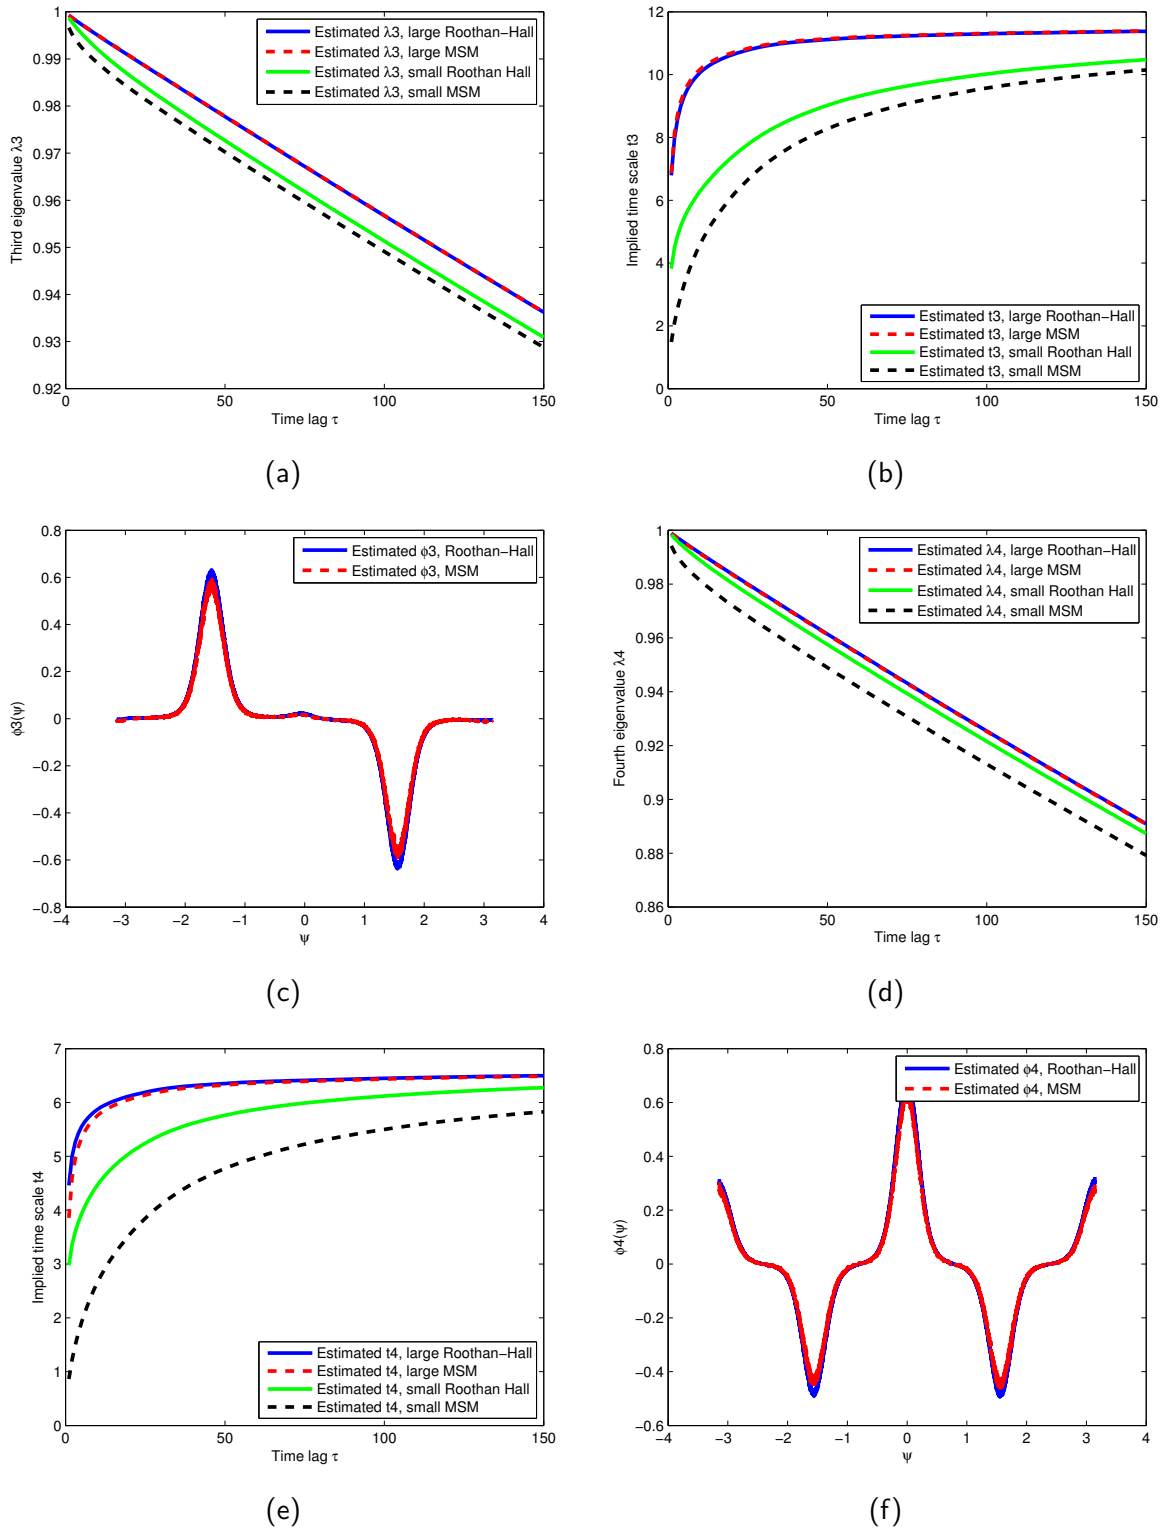 Third eigenvalue λ3
1
0.99
0.98
0.97
0.96
0.95
0.94
0.93
0.92
0 50 100 150
Time lag τ
Estimated λ3, large Roothan−Hall
Estimated λ3, large MSM
Estimated λ3, small Roothan Hall
Estimated λ3, small MSM
(a)
Implied time scale t3
12
10
8
6
4
2
0
0 50 100 150
Time lag τ
Estimated t3, large Roothan−Hall
Estimated t3, large MSM
Estimated t3, small Roothan Hall
Estimated t3, small MSM
(b)
ϕ3(ψ)
0.8
0.6
0.4
0.2
0
−0.2
−0.4
−0.6
−0.8
−4 −3 −2 −1 0 1 2 3 4
ψ
Estimated ϕ3, Roothan−Hall
Estimated ϕ3, MSM
(c)
Fourth eigenvalue λ4
1
0.98
0.96
0.94
0.92
0.9
0.88
0.86
0 50 100 150
Time lag τ
Estimated λ4, large Roothan−Hall
Estimated λ4, large MSM
Estimated λ4, small Roothan Hall
Estimated λ4, small MSM
(d)
Implied time scale t4
7
6
5
4
3
2
1
0
0 50 100 150
Time lag τ
Estimated t4, large Roothan−Hall
Estimated t4, large MSM
Estimated t4, small Roothan Hall
Estimated t4, small MSM
(e)
ϕ4(ψ)
0.8
0.6
0.4
0.2
0
−0.2
−0.4
−0.6
−4 −3 −2 −1 0 1 2 3 4
ψ
Estimated ϕ4, Roothan−Hall
Estimated ϕ4, MSM
(f)